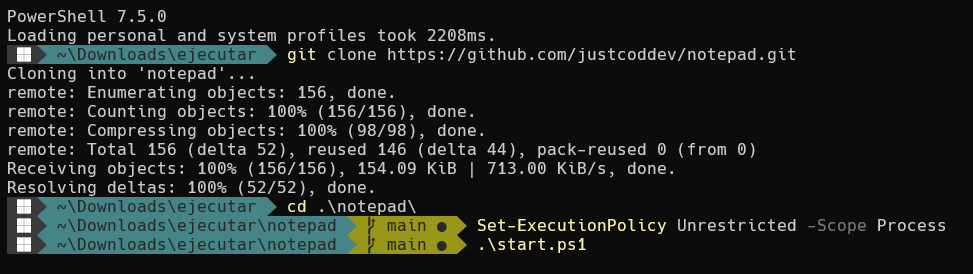 PowerShell 7.5.0
Loading personal and system profiles took 2208ms.
~\Downloads\ejecutar git clone https://github.com/justcoddev/notepad.git
Cloning into 'notepad'...
remote: Enumerating objects: 156, done.
remote: Counting objects: 100% (156/156), done.
remote: Compressing objects: 100% (98/98), done.
remote: Total 156 (delta 52), reused 146 (delta 44), pack-reused 0 (from 0)
Receiving objects: 100% (156/156), 154.09 KiB | 713.00 KiB/s, done.
Resolving deltas: 100% (52/52), done.
~\Downloads\ejecutar cd .\notepad\
~\Downloads\ejecutar\notepad main ● Set-ExecutionPolicy Unrestricted -Scope Process
~\Downloads\ejecutar\notepad main ● .\start.ps1